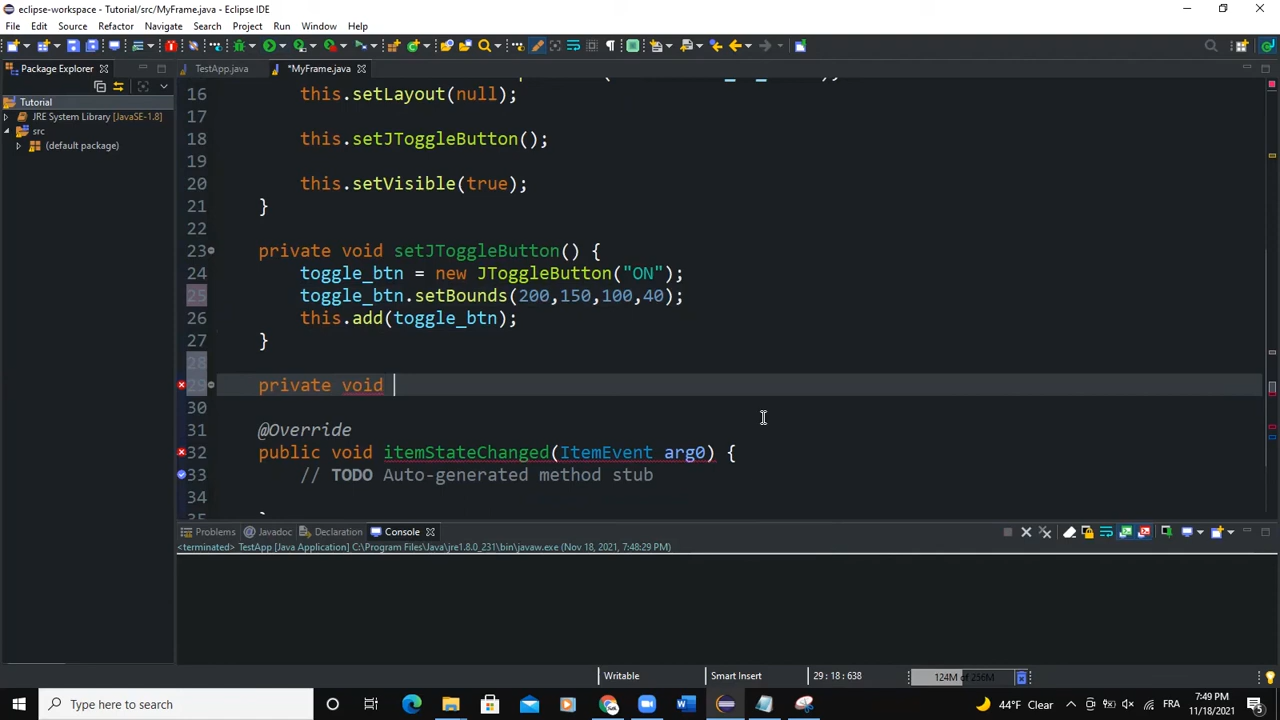 eclipse-workspace - Tutorial/src/MyFrame.java - Eclipse IDE
File Edit Source Refactor Navigate Search Project Run Window Help
Package Explorer
TestApp.java *MyFrame.java
Tutorial
JRE System Library [JavaSE-1.8]
src
(default package)
16 this.setLayout(null);
17
18 this.setJToggleButton();
19
20 this.setVisible(true);
21 }
22
23 private void setJToggleButton() {
24 toggle_btn = new JToggleButton("ON");
25 toggle_btn.setBounds(200,150,100,40);
26 this.add(toggle_btn);
27 }
28
29 private void
30
31 @Override
32 public void itemStateChanged(ItemEvent arg0) {
33 // TODO Auto-generated method stub
34
Problems Javadoc Declaration Console
<terminated> TestApp [Java Application] C:\Program Files\Java\jre1.8.0_231\bin\javaw.exe (Nov 18, 2021, 7:48:29 PM)
Writable Smart Insert 29 : 18 : 638 124M of 256M
Type here to search
44°F Clear FRA 7:49 PM
11/18/2021